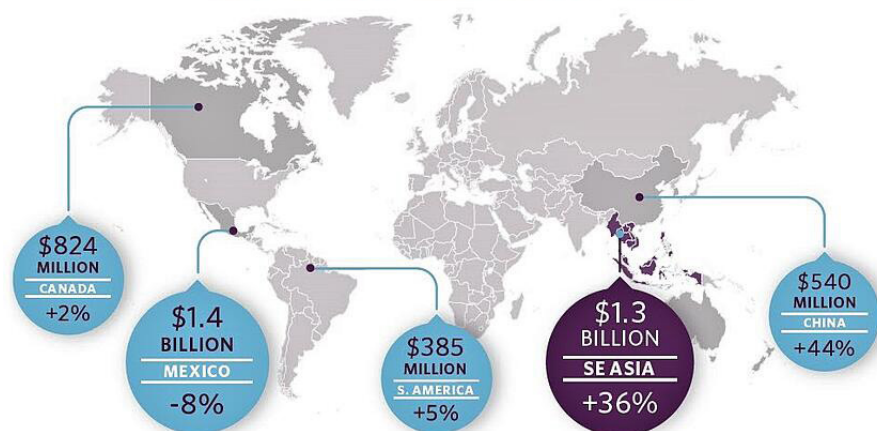 $824
MILLION
CANADA
+2%
$1.4
BILLION
MEXICO
-8%
$385
MILLION
S. AMERICA
+5%
$1.3
BILLION
SE ASIA
+36%
$540
MILLION
CHINA
+44%